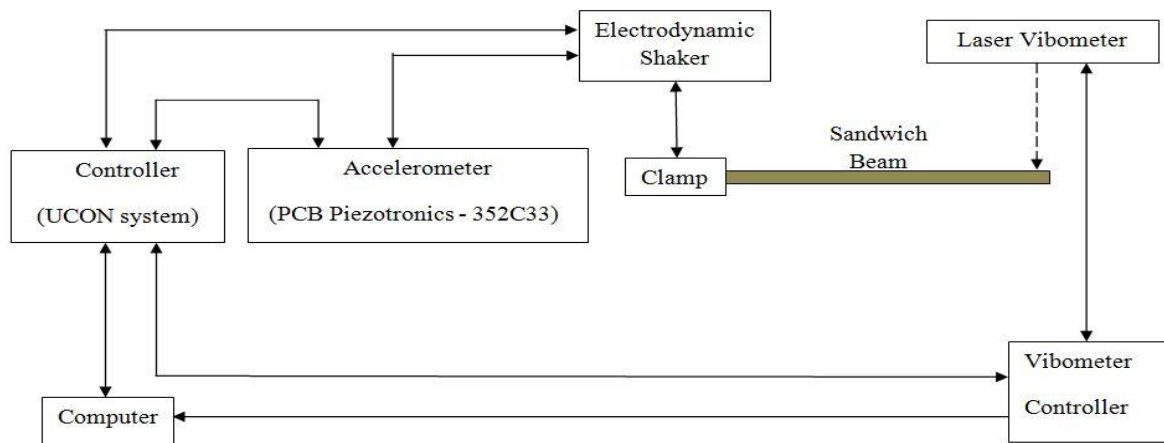 Electrodynamic
Shaker
Laser Vibometer
Sandwich
Beam
Clamp
Controller
(UCON system)
Accelerometer
(PCB Piezotronics - 352C33)
Vibometer
Controller
Computer